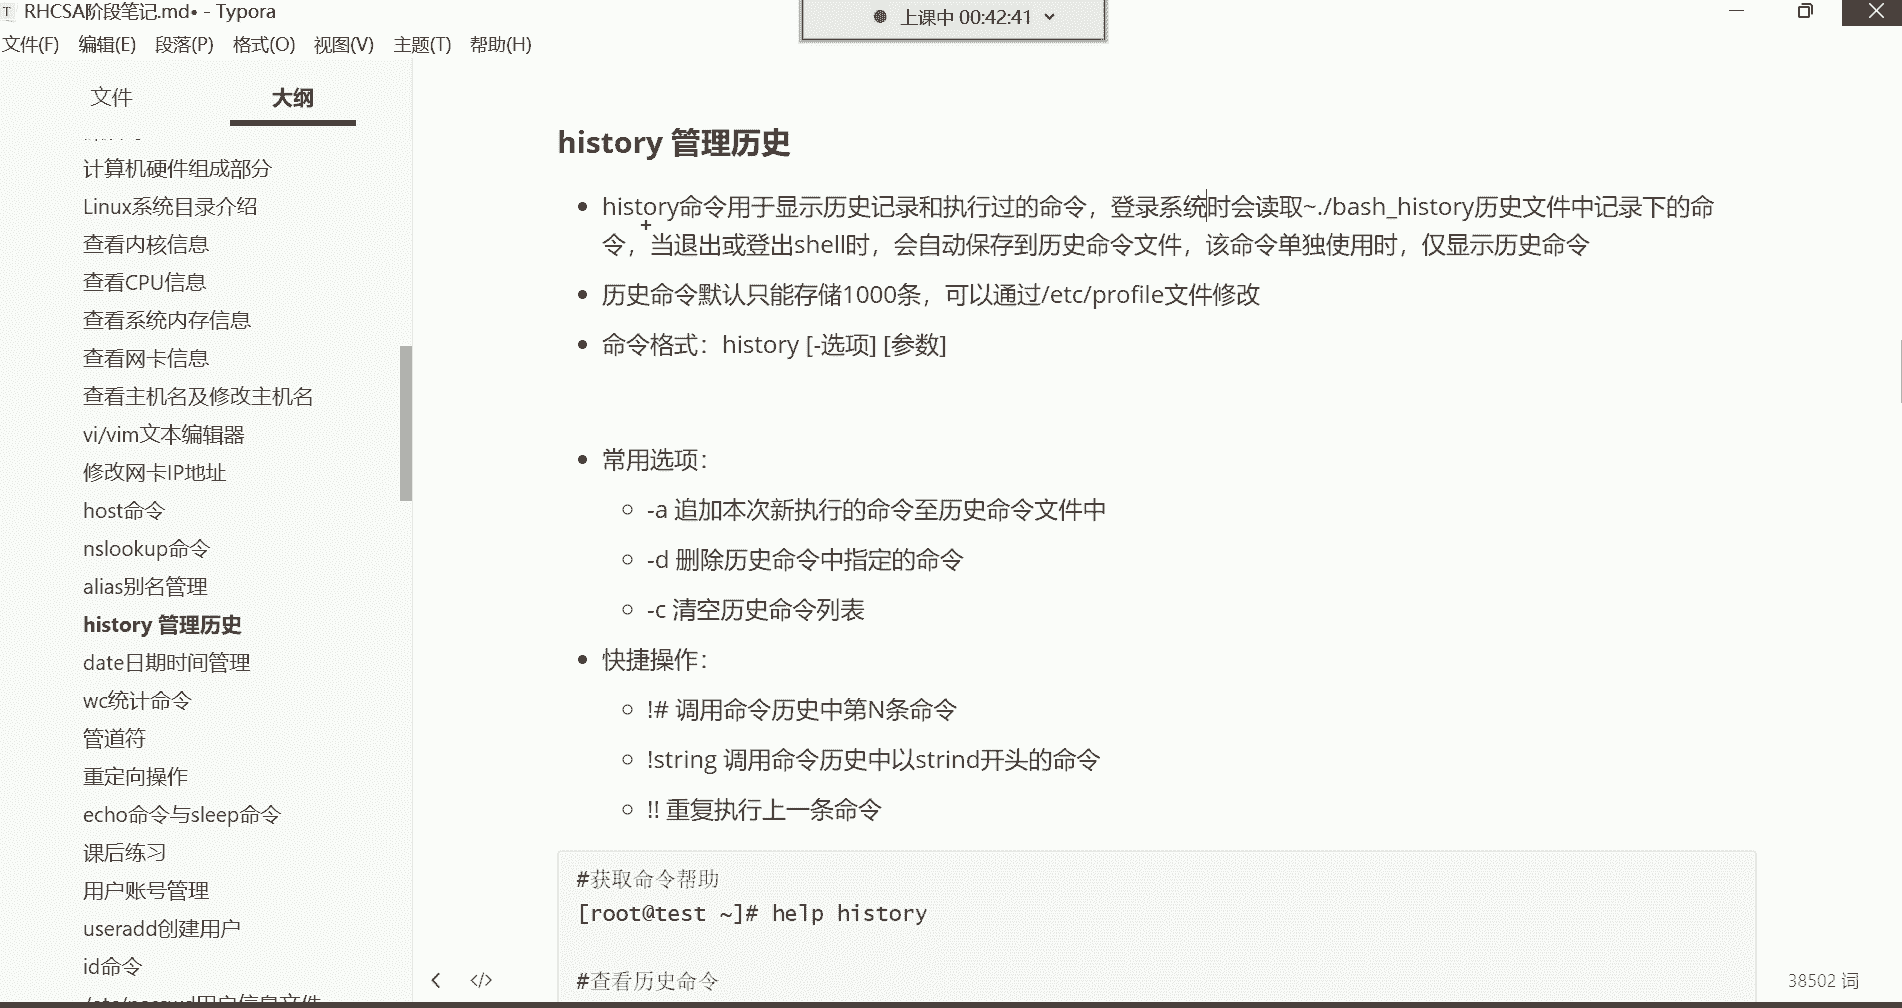 RHCSA阶段笔记.md• - Typora
上课中 00:42:41
文件(F) 编辑(E) 段落(P) 格式(O) 视图(V) 主题(T) 帮助(H)
文件 大纲
计算机硬件组成部分
Linux系统目录介绍
查看内核信息
查看CPU信息
查看系统内存信息
查看网卡信息
查看主机名及修改主机名
vi/vim文本编辑器
修改网卡IP地址
host命令
nslookup命令
alias别名管理
history 管理历史
date日期时间管理
wc统计命令
管道符
重定向操作
echo命令与sleep命令
课后练习
用户账号管理
useradd创建用户
id命令
/etc/passwd用户信息文件
history 管理历史
history命令用于显示历史记录和执行过的命令，登录系统时会读取~./bash_history历史文件中记录下的命
令，当退出或登出shell时，会自动保存到历史命令文件，该命令单独使用时，仅显示历史命令
历史命令默认只能存储1000条，可以通过/etc/profile文件修改
命令格式：history [-选项] [参数]
常用选项：
-a 追加本次新执行的命令至历史命令文件中
-d 删除历史命令中指定的命令
-c 清空历史命令列表
快捷操作：
!# 调用命令历史中第N条命令
!string 调用命令历史中以strind开头的命令
!! 重复执行上一条命令
#获取命令帮助
[root@test ~]# help history
#查看历史命令
38502 词